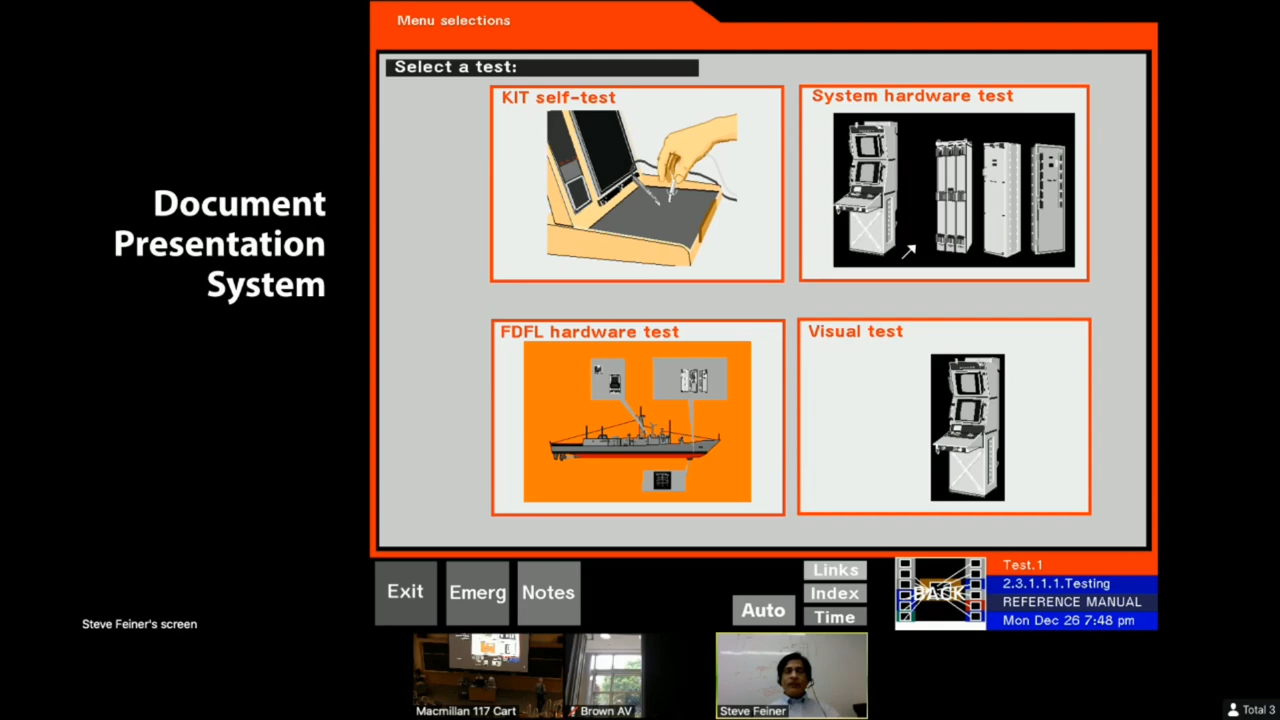 Menu selections
Select a test:
KIT self-test
System hardware test
Document
Presentation
System
FDFL hardware test
Visual test
Exit
Emerg
Notes
Auto
Links
Index
Time
BACK
Test.1
2.3.1.1.1.Testing
REFERENCE MANUAL
Mon Dec 26 7:48 pm
Steve Feiner's screen
Macmillan 117 Cart
Brown AV
Steve Feiner
Total 3